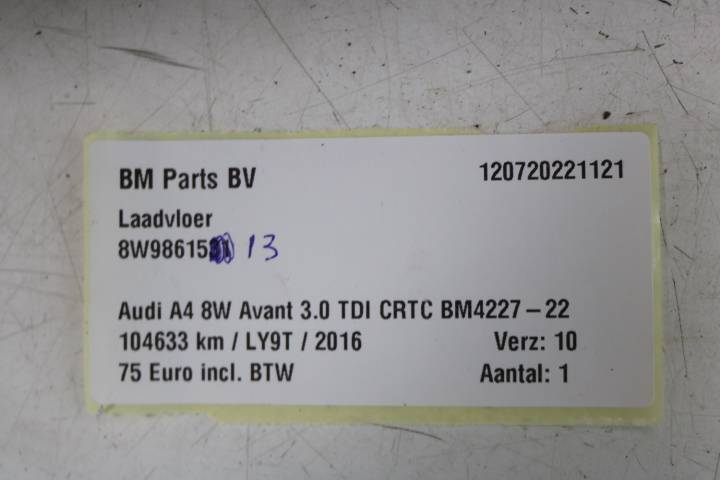 BM Parts BV 120720221121
Laadvloer
8W98615 13
Audi A4 8W Avant 3.0 TDI CRTC BM4227-22
104633 km / LY9T / 2016 Verz: 10
75 Euro incl. BTW Aantal: 1